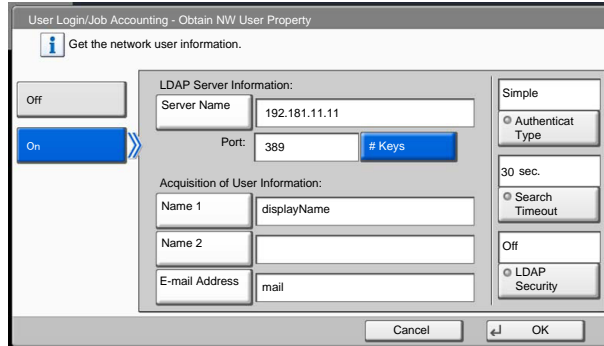 User Login/Job Accounting - Obtain NW User Property
i Get the network user information.
Off
On
LDAP Server Information:
Server Name 192.181.11.11
Port: 389 # Keys
Acquisition of User Information:
Name 1 displayName
Name 2
E-mail Address mail
Simple
Authenticat
Type
30 sec.
Search
Timeout
Off
LDAP
Security
Cancel OK